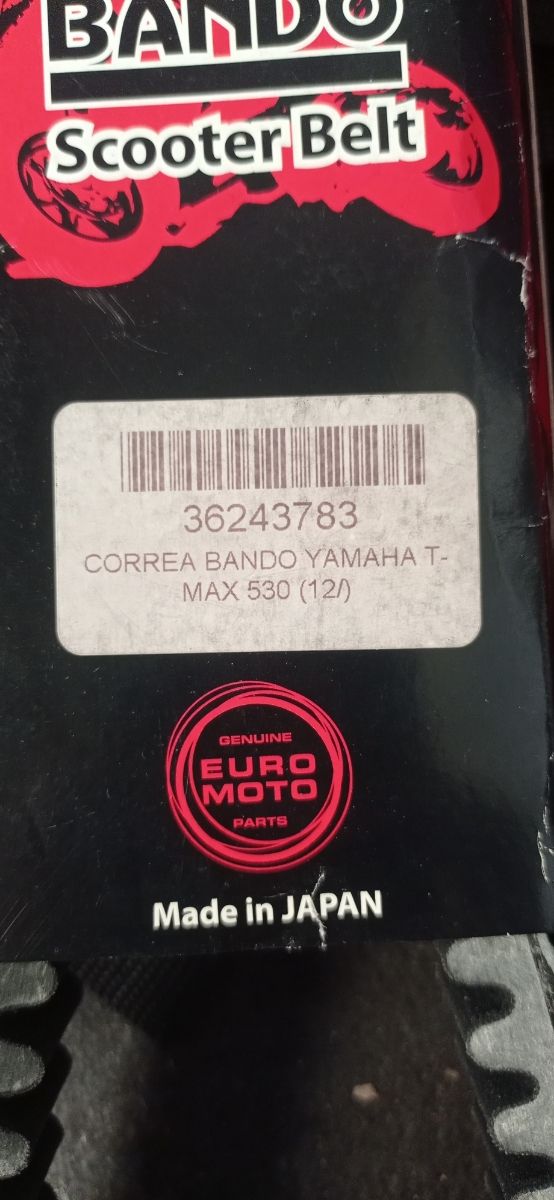 BANDO
Scooter Belt
36243783
CORREA BANDO YAMAHA T-
MAX 530 (12/)
GENUINE
EURO
MOTO
PARTS
Made in JAPAN